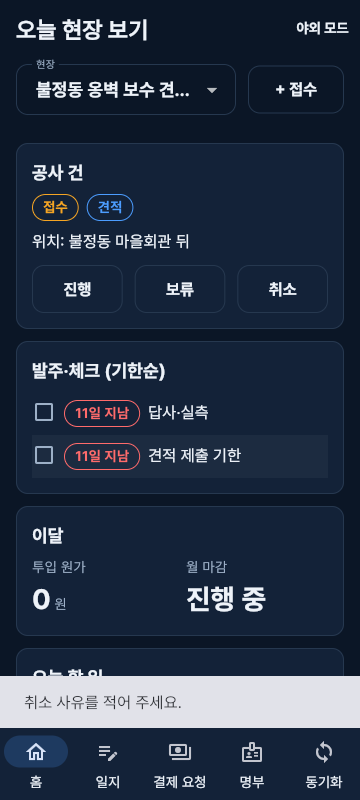 오늘 현장 보기
야외 모드
현장
불정동 옹벽 보수 견...
+ 접수
공사 건
접수
견적
위치: 불정동 마을회관 뒤
진행
보류
취소
발주·체크 (기한순)
11일 지남 답사·실측
11일 지남 견적 제출 기한
이달
투입 원가
월 마감
0 원
진행 중
오늘 할 일
취소 사유를 적어 주세요.
홈
일지
결제 요청
명부
동기화